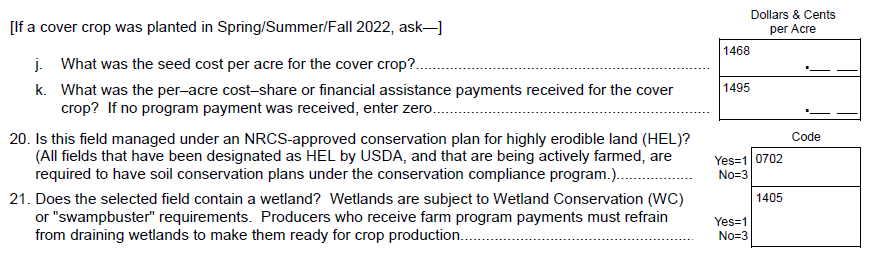 Dollars & Cents
per Acre
[If a cover crop was planted in Spring/Summer/Fall 2022, ask—]
1468
j. What was the seed cost per acre for the cover crop?.......................................................................
. __ __
k. What was the per–acre cost–share or financial assistance payments received for the cover
1495
crop? If no program payment was received, enter zero...................................................................
. __ __
20. Is this field managed under an NRCS-approved conservation plan for highly erodible land (HEL)?
Code
(All fields that have been designated as HEL by USDA, and that are being actively farmed, are
Yes=1
0702
required to have soil conservation plans under the conservation compliance program.)..................
No=3
21. Does the selected field contain a wetland? Wetlands are subject to Wetland Conservation (WC)
1405
or "swampbuster" requirements. Producers who receive farm program payments must refrain
Yes=1
from draining wetlands to make them ready for crop production........................................................
No=3